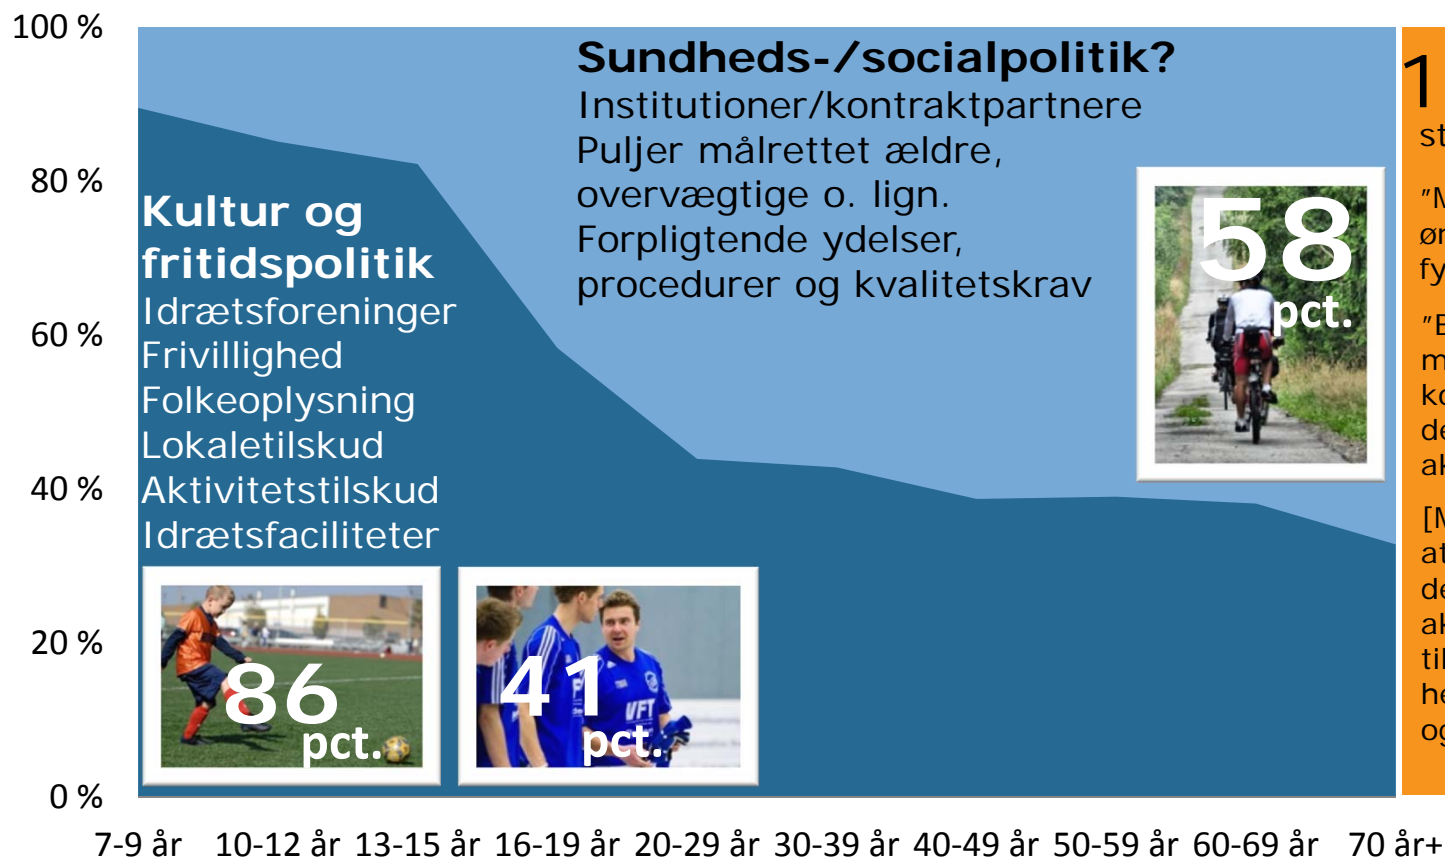 100 %
80 %
60 %
40 %
20 %
0 %
Sundheds-/socialpolitik?
Institutioner/kontraktpartnere
Puljer målrettet ældre,
overvægtige o. lign.
Forpligtende ydelser,
procedurer og kvalitetskrav
Kultur og
fritidspolitik
Idrætsforeninger
Frivillighed
Folkeoplysning
Lokaletilskud
Aktivitetstilskud
Idrætsfaciliteter
58
pct.
86
pct.
41
pct.
VFT
7-9 år 10-12 år 13-15 år 16-19 år 20-29 år 30-39 år 40-49 år 50-59 år 60-69 år 70 år+
1
st